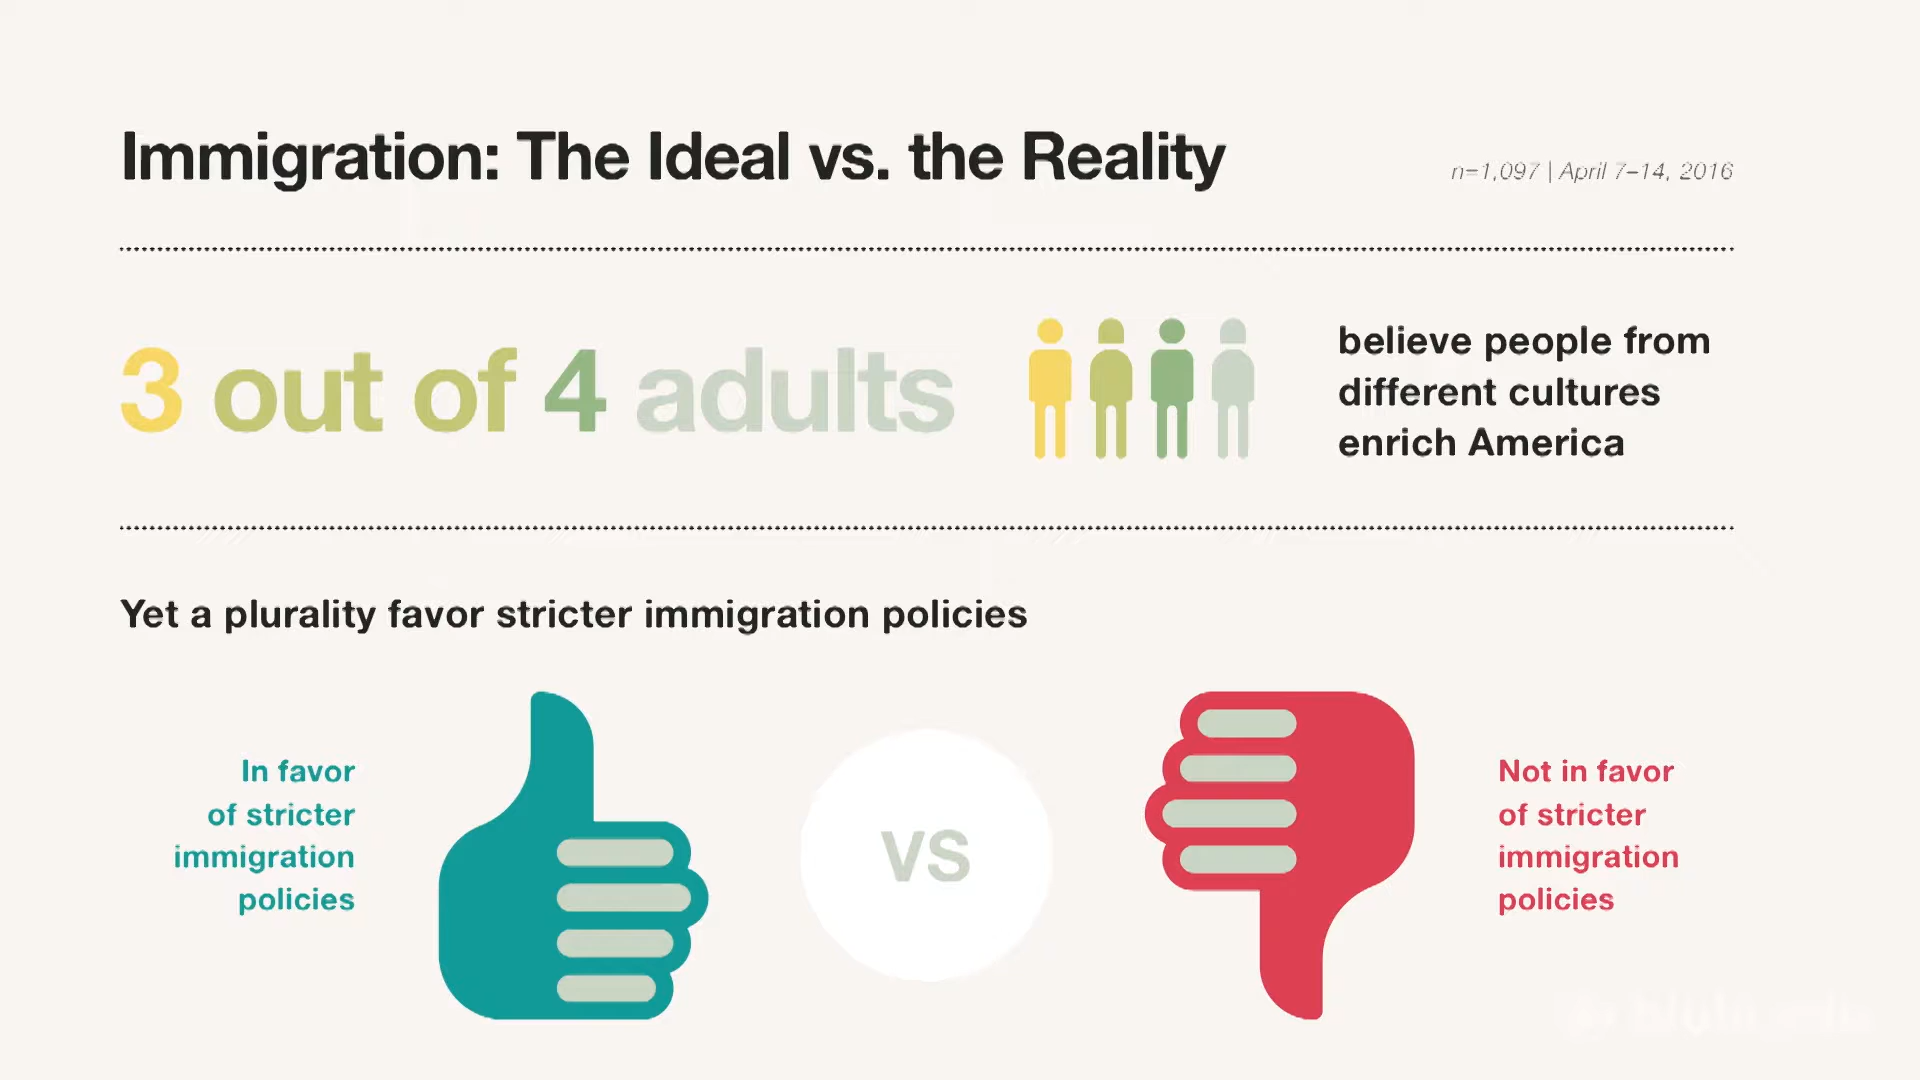 Immigration: The Ideal vs. the Reality
n=1,097 | April 7–14, 2016
3 out of 4 adults
believe people from
different cultures
enrich America
Yet a plurality favor stricter immigration policies
In favor
of stricter
immigration
policies
VS
Not in favor
of stricter
immigration
policies